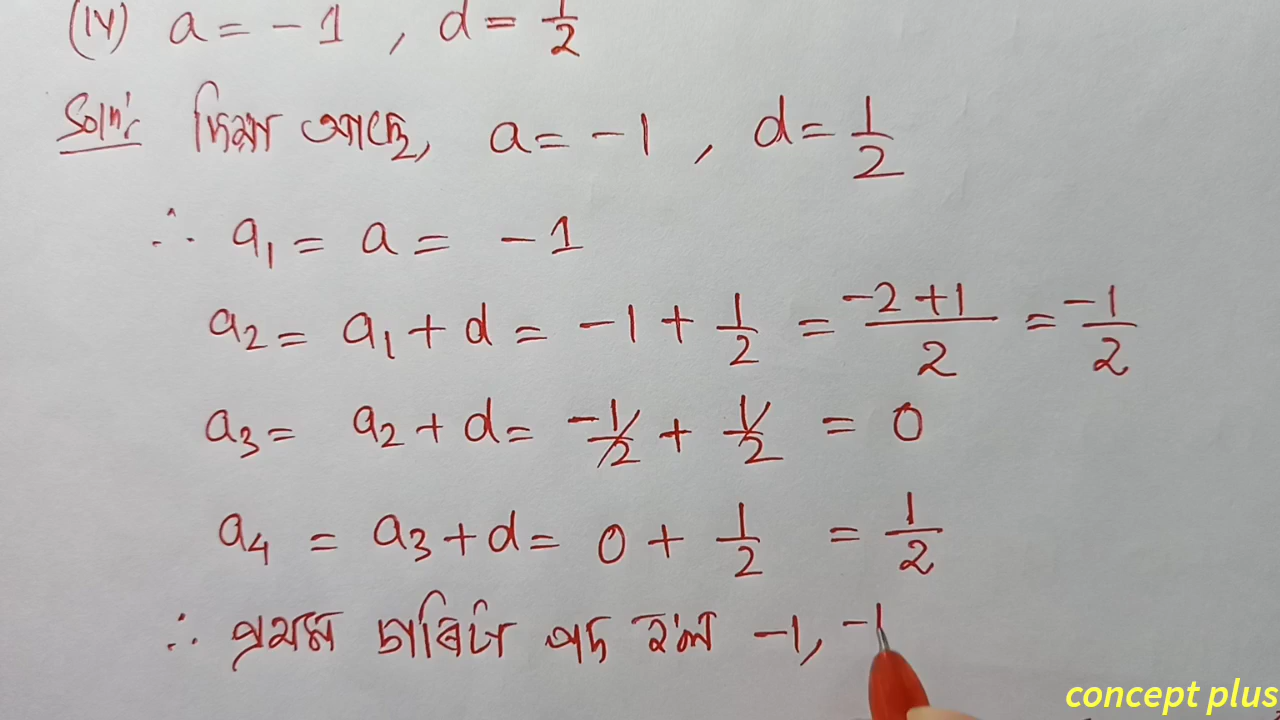 (iv) a = -1 , d = 1/2
Soln: দিয়া আছে, a = -1 , d = 1/2
∴ a₁ = a = -1
a₂ = a₁ + d = -1 + 1/2 = (-2+1)/2 = -1/2
a₃ = a₂ + d = -1/2 + 1/2 = 0
a₄ = a₃ + d = 0 + 1/2 = 1/2
∴ প্ৰথম চাৰিটা পদ হ'ল -1, -1
concept plus